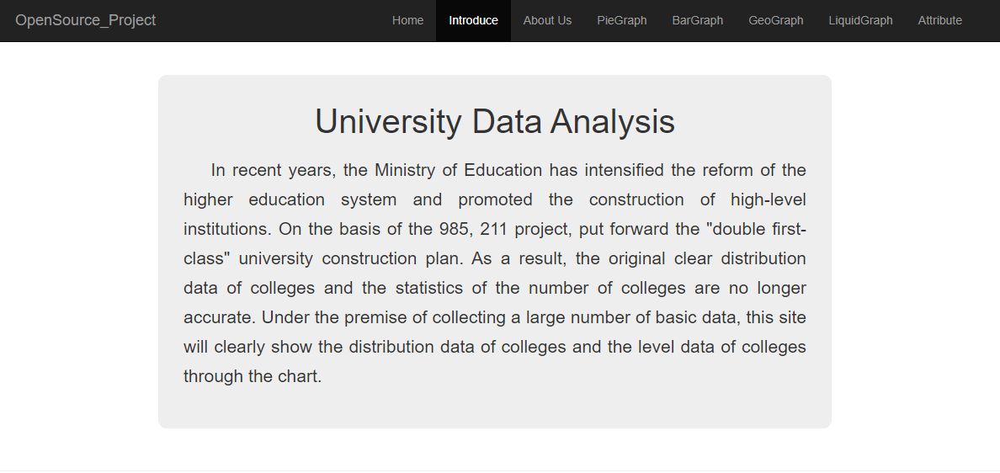 OpenSource_Project Home Introduce About Us PieGraph BarGraph GeoGraph LiquidGraph Attribute
University Data Analysis
In recent years, the Ministry of Education has intensified the reform of the
higher education system and promoted the construction of high-level
institutions. On the basis of the 985, 211 project, put forward the "double first-
class" university construction plan. As a result, the original clear distribution
data of colleges and the statistics of the number of colleges are no longer
accurate. Under the premise of collecting a large number of basic data, this site
will clearly show the distribution data of colleges and the level data of colleges
through the chart.